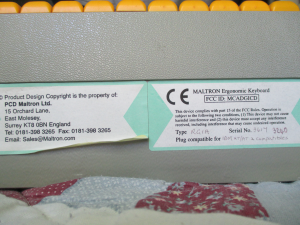 © Product Design Copyright is the property of:
PCD Maltron Ltd.
15 Orchard Lane,
East Molesey,
Surrey KT8 0BN England
Tel: 0181-398 3265 Fax: 0181 398 3265
Email: Sales@Maltron.com
CE MALTRON Ergonomic Keyboard
FCC ID: MCADGICD
This device complies with part 15 of the FCC Rules, Operation is
subject to the following two conditions, (1) This device may not cause
harmful interference and (2) this device must accept any interference
received, including interference that may cause undesired operation.
Type Serial No.
Plug compatible for